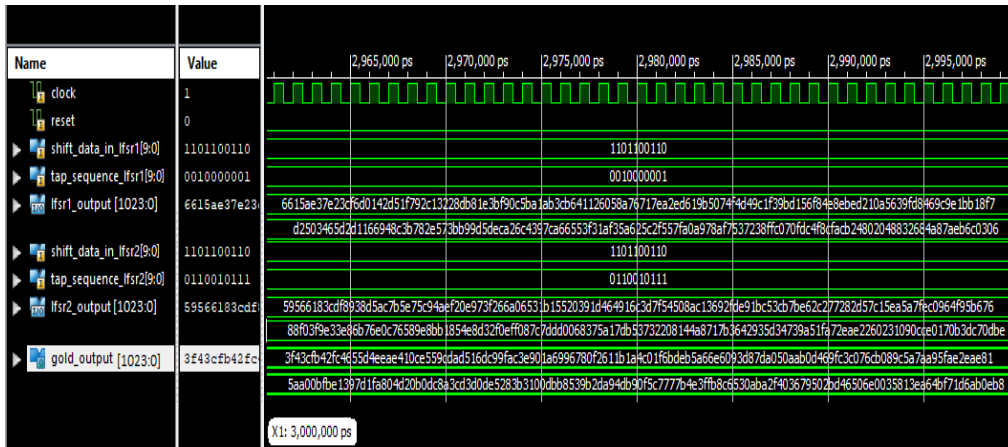 Name Value 2,965,000 ps 2,970,000 ps 2,975,000 ps 2,980,000 ps 2,985,000 ps 2,990,000 ps 2,995,000 ps
clock 1
reset 0
shift_data_in_lfsr1[9:0] 1101100110 1101100110
tap_sequence_lfsr1[9:0] 0010000001 0010000001
lfsr1_output [1023:0] 6615ae37e23 6615ae37e23cf6d0142d51f792c13228db81e3bf90c5ba1ab3cb641126058a76717ea2ed619b5074f4d49c1f39bd156f84e8ebed210a5639fd8469c9e1bb18f7
d2503465d2d1166948c3b782e573bb99d5deca26c4397ca66553f31af35a625c2f557fa0a978af7537238ffc070fdc4f8cfacb24802048832684a87aeb6c0306
shift_data_in_lfsr2[9:0] 1101100110 1101100110
tap_sequence_lfsr2[9:0] 0110010111 0110010111
lfsr2_output [1023:0] 59566183cdf 59566183cdf8938d5ac7b5e75c94aef20e973f266a06531b15520391d464916c3d7f54508ac13692fde91bc53cb7be62c277282d57c15ea5a7fec0964f95b676
88f03f9e33e86b76e0c76589e8bb1854e8d32f0eff087c7ddd0068375a17db53732208144a8717b3642935d34739a51fa72eae2260231090cce0170b3dc70dbe
gold_output [1023:0] 3f43cfb42fc 3f43cfb42fc4655d4eeae410ce559cdad516dc99fac3e901a6996780f2611b1a4c01f6bdeb5a66e6093d87da050aab0d469fc3c076cb089c5a7aa95fae2eae81
5aa00bfbe1397d1fa804d20b0dc8a3cd3d0de5283b3100dbb8539b2da94db90f5c7777b4e3ffb8c6530aba2f403679502bd46506e0035813ea64bf71d6ab0eb8
X1: 3,000,000 ps